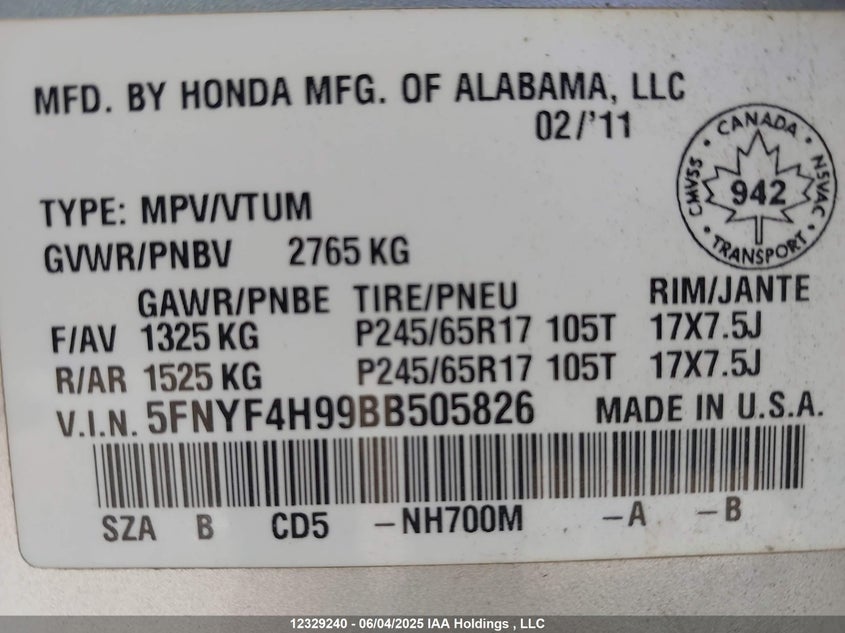 MFD. BY HONDA MFG. OF ALABAMA, LLC
02/'11
CMVSS CANADA NSVAC
942
TRANSPORT
TYPE: MPV/VTUM
GVWR/PNBV 2765 KG
GAWR/PNBE TIRE/PNEU RIM/JANTE
F/AV 1325 KG P245/65R17 105T 17X7.5J
R/AR 1525 KG P245/65R17 105T 17X7.5J
V.I.N. 5FNYF4H99BB505826 MADE IN U.S.A.
SZA B CD5 -NH700M -A -B
12329240 - 06/04/2025 IAA Holdings , LLC